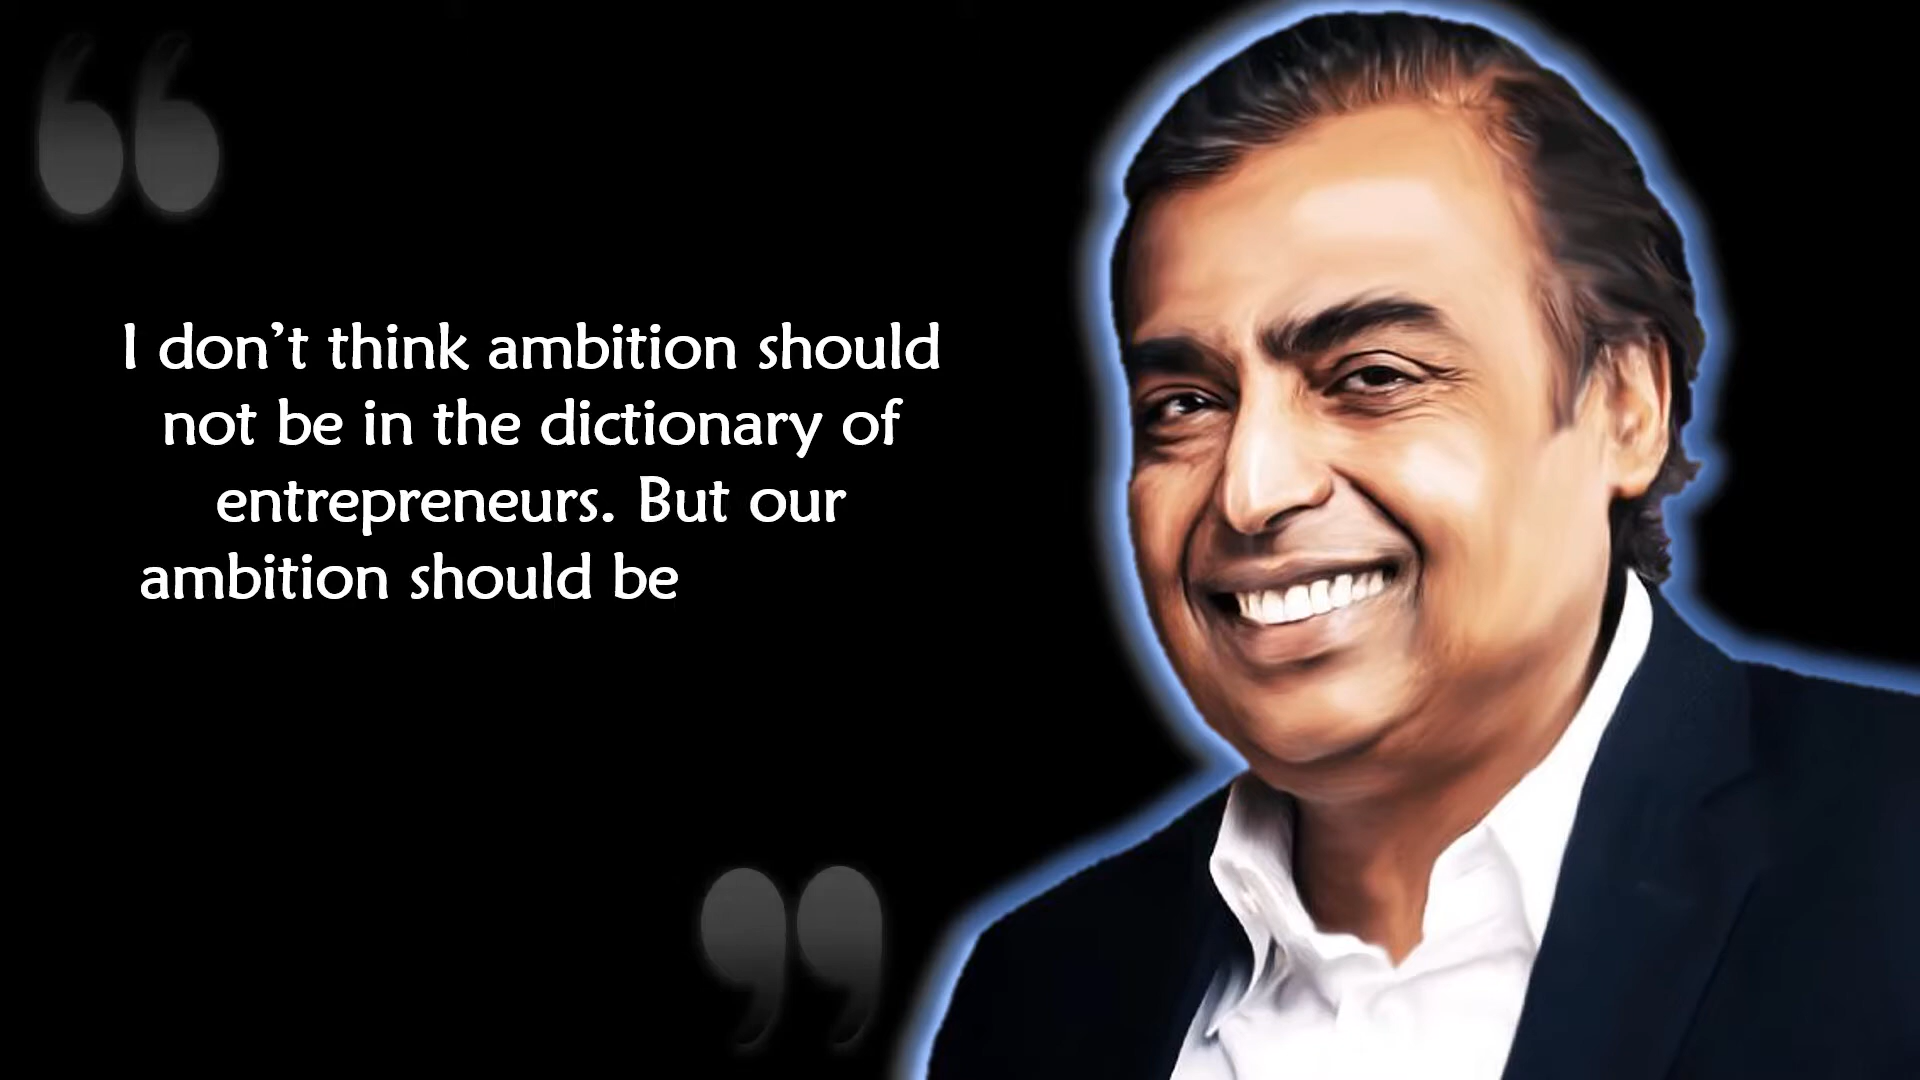 I don’t think ambition should
not be in the dictionary of
entrepreneurs. But our
ambition should be